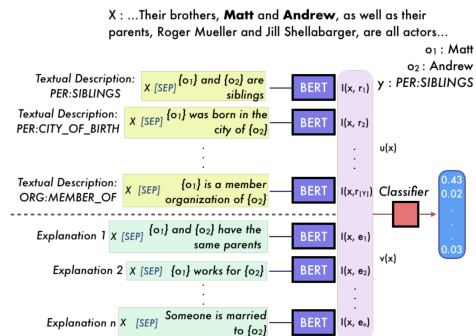 X : ...Their brothers, Matt and Andrew, as well as their
parents, Roger Mueller and Jill Shellabarger, are all actors...
o₁ : Matt
o₂ : Andrew
y : PER:SIBLINGS
Textual Description:
PER:SIBLINGS
X [SEP] {o₁} and {o₂} are
siblings
BERT
I(x, r₁)
Textual Description:
PER:CITY_OF_BIRTH
X [SEP] {o₁} was born in the
city of {o₂}
BERT
I(x, r₂)
u(x)
Textual Description:
ORG:MEMBER_OF
X [SEP] {o₁} is a member
organization of {o₂}
BERT
I(x,r|Y|)
Classifier
0.43
0.02
.
.
.
0.03
Explanation 1
X [SEP] {o₁} and {o₂} have the
same parents
BERT
I(x, e₁)
v(x)
Explanation 2
X [SEP] {o₁} works for {o₂}
BERT
I(x, e₂)
Explanation n
X [SEP] Someone is married
to {o₂}
BERT
I(x, eₙ)